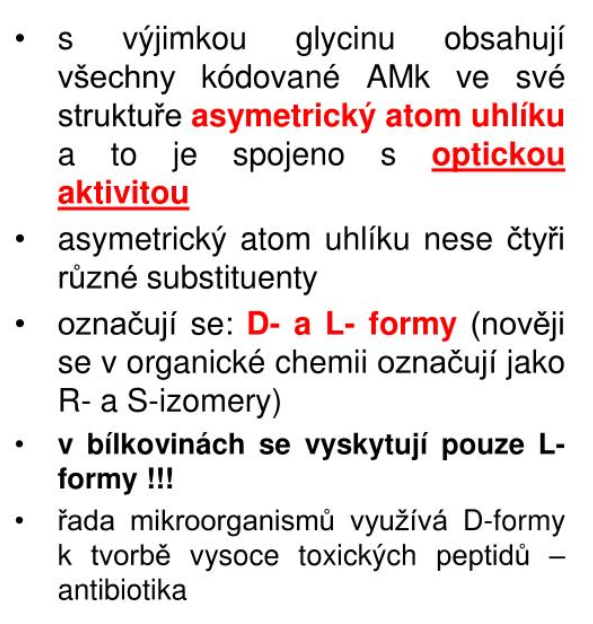 • s výjimkou glycinu obsahují
všechny kódované AMk ve své
struktuře asymetrický atom uhlíku
a to je spojeno s optickou
aktivitou
• asymetrický atom uhlíku nese čtyři
různé substituenty
• označují se: D- a L- formy (nověji
se v organické chemii označují jako
R- a S-izomery)
• v bílkovinách se vyskytují pouze L-
formy !!!
• řada mikroorganismů využívá D-formy
k tvorbě vysoce toxických peptidů –
antibiotika